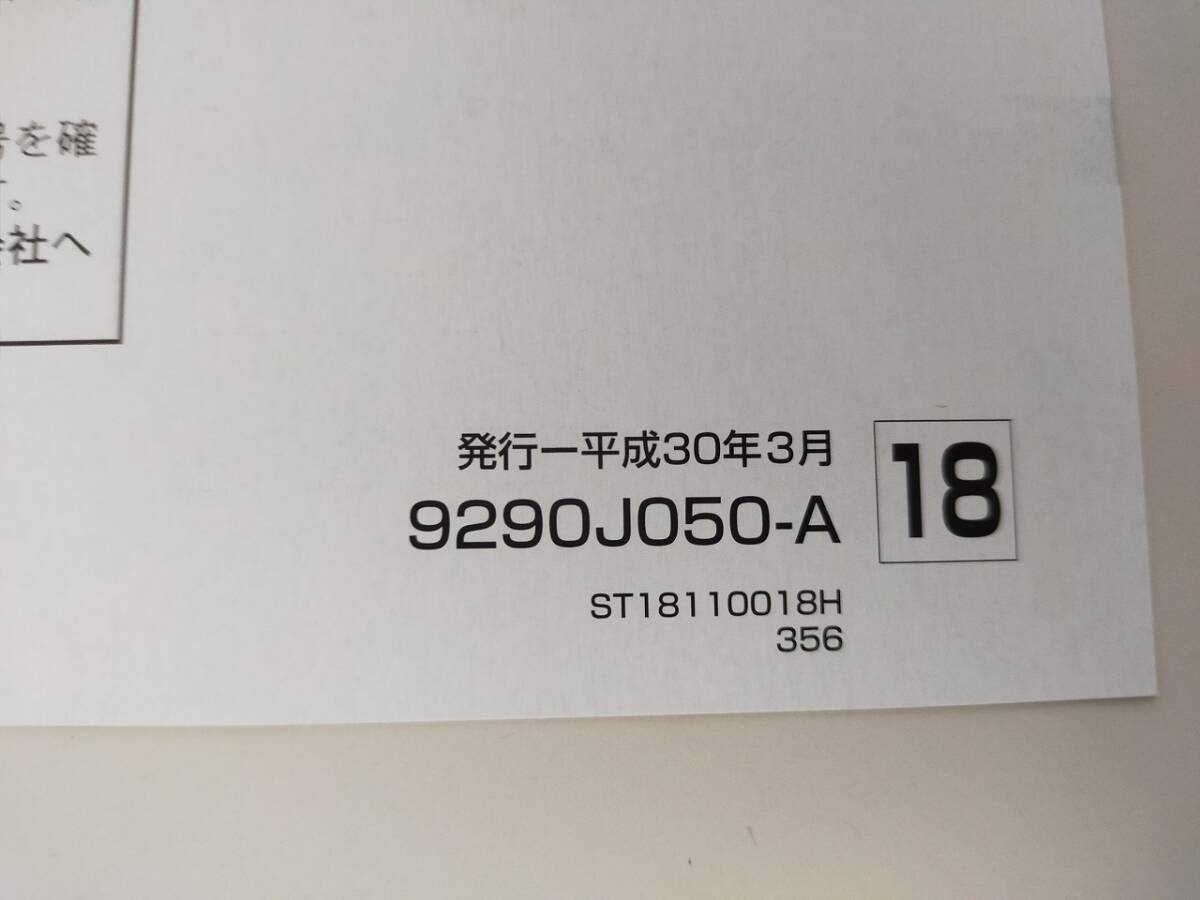 号を確
す。
会社へ
発行ー平成30年3月
9290J050-A
18
ST18110018H
356